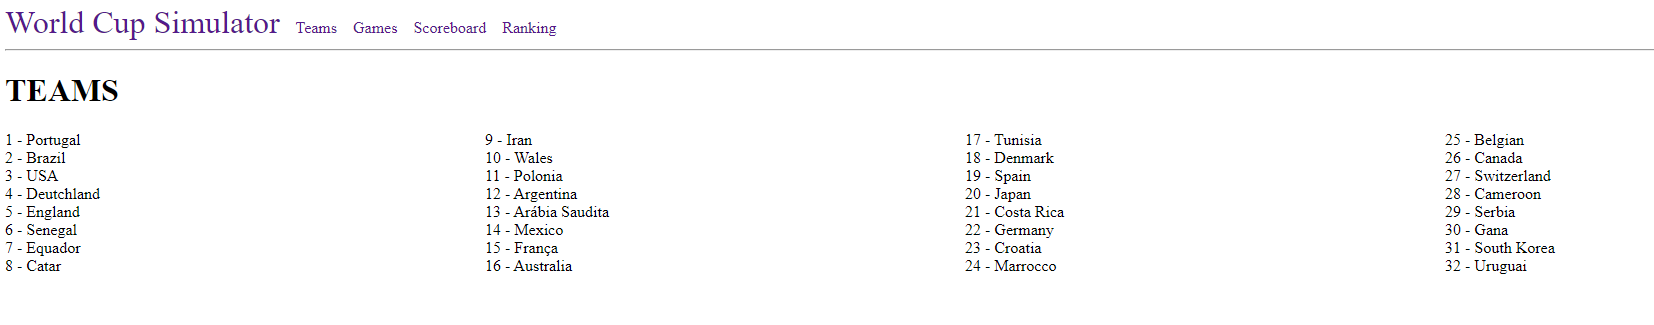 World Cup Simulator Teams Games Scoreboard Ranking
TEAMS
1 - Portugal
2 - Brazil
3 - USA
4 - Deutchland
5 - England
6 - Senegal
7 - Equador
8 - Catar
9 - Iran
10 - Wales
11 - Polonia
12 - Argentina
13 - Arábia Saudita
14 - Mexico
15 - França
16 - Australia
17 - Tunisia
18 - Denmark
19 - Spain
20 - Japan
21 - Costa Rica
22 - Germany
23 - Croatia
24 - Marrocco
25 - Belgian
26 - Canada
27 - Switzerland
28 - Cameroon
29 - Serbia
30 - Gana
31 - South Korea
32 - Uruguai